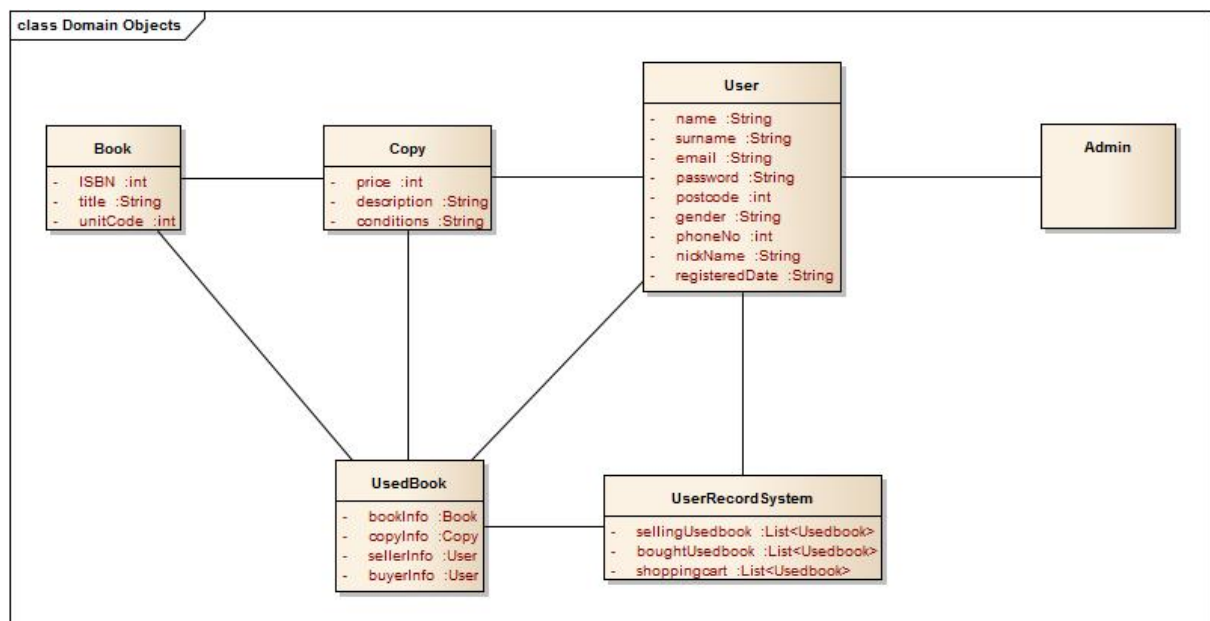 class Domain Objects
Book
- ISBN :int
- title :String
- unitCode :int
Copy
- price :int
- description :String
- conditions :String
User
- name :String
- surname :String
- email :String
- password :String
- postcode :int
- gender :String
- phoneNo :int
- nickName :String
- registeredDate :String
Admin
UsedBook
- bookInfo :Book
- copyInfo :Copy
- sellerInfo :User
- buyerInfo :User
UserRecordSystem
- sellingUsedbook :List<Usedbook>
- boughtUsedbook :List<Usedbook>
- shoppingcart :List<Usedbook>